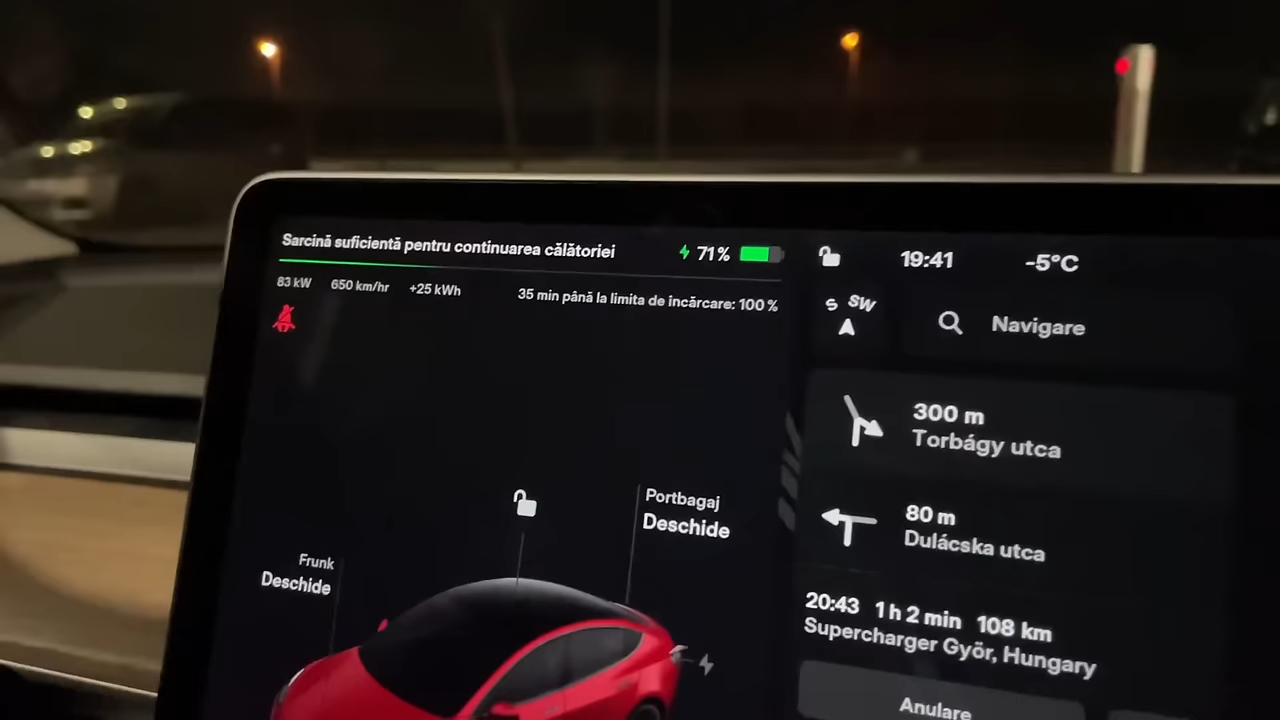 Sarcină suficientă pentru continuarea călătoriei
71%
83 kW 650 km/hr +25 kWh
35 min până la limita de încărcare: 100 %
Frunk
Deschide
Portbagaj
Deschide
19:41 -5°C
S SW
Navigare
300 m
Torbágy utca
80 m
Dulácska utca
20:43 1 h 2 min 108 km
Supercharger Győr, Hungary
Anulare